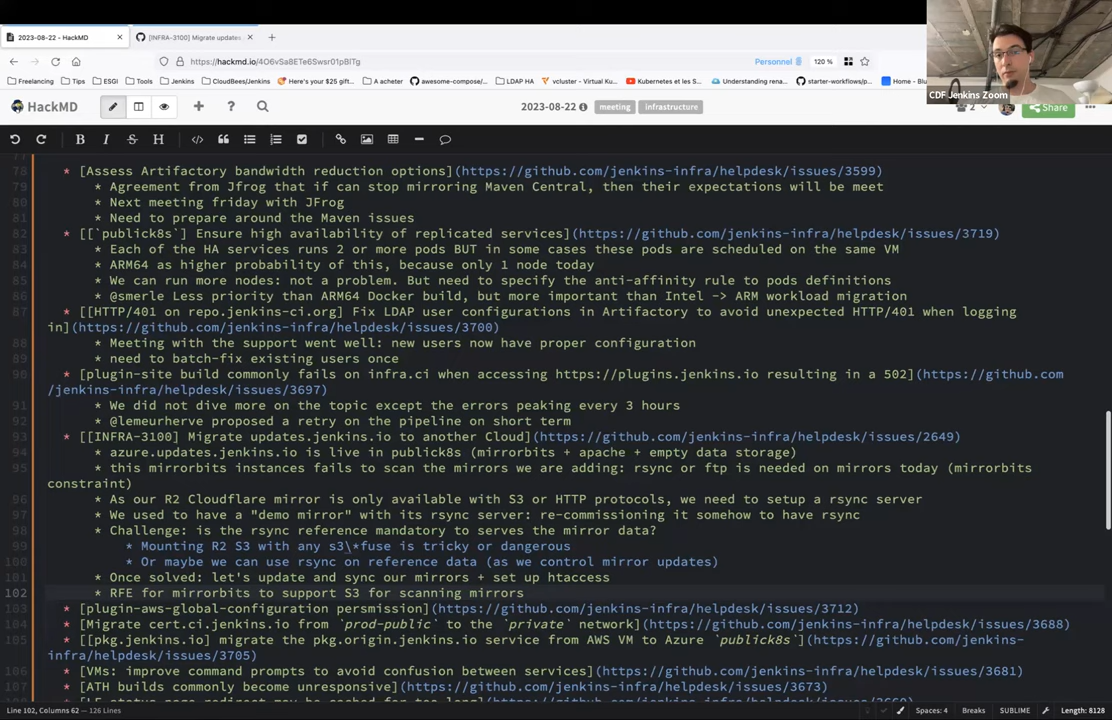 2023-08-22 - HackMD
[INFRA-3100] Migrate updates
https://hackmd.io/4O6vSa8ETe6Swsr01pBITg
Personnel
120 %
Freelancing
Tips
ESGI
Tools
Jenkins
CloudBees/Jenkins
Here's your $25 gift...
A acheter
awesome-compose/...
LDAP HA
vcluster - Virtual Ku...
Kubernetes et les S...
Understanding rena...
starter-workflows/p...
Home - Blu
CDF Jenkins Zoom
HackMD
2023-08-22
meeting
infrastructure
2
Share
77
78 * [Assess Artifactory bandwidth reduction options](https://github.com/jenkins-infra/helpdesk/issues/3599)
79 * Agreement from Jfrog that if can stop mirroring Maven Central, then their expectations will be meet
80 * Next meeting friday with JFrog
81 * Need to prepare around the Maven issues
82 * [[`publick8s`] Ensure high availability of replicated services](https://github.com/jenkins-infra/helpdesk/issues/3719)
83 * Each of the HA services runs 2 or more pods BUT in some cases these pods are scheduled on the same VM
84 * ARM64 as higher probability of this, because only 1 node today
85 * We can run more nodes: not a problem. But need to specify the anti-affinity rule to pods definitions
86 * @smerle Less priority than ARM64 Docker build, but more important than Intel -> ARM workload migration
87 * [[HTTP/401 on repo.jenkins-ci.org] Fix LDAP user configurations in Artifactory to avoid unexpected HTTP/401 when logging
in](https://github.com/jenkins-infra/helpdesk/issues/3700)
88 * Meeting with the support went well: new users now have proper configuration
89 * need to batch-fix existing users once
90 * [plugin-site build commonly fails on infra.ci when accessing https://plugins.jenkins.io resulting in a 502](https://github.com
/jenkins-infra/helpdesk/issues/3697)
91 * We did not dive more on the topic except the errors peaking every 3 hours
92 * @lemeurherve proposed a retry on the pipeline on short term
93 * [[INFRA-3100] Migrate updates.jenkins.io to another Cloud](https://github.com/jenkins-infra/helpdesk/issues/2649)
94 * azure.updates.jenkins.io is live in publick8s (mirrorbits + apache + empty data storage)
95 * this mirrorbits instances fails to scan the mirrors we are adding: rsync or ftp is needed on mirrors today (mirrorbits
constraint)
96 * As our R2 Cloudflare mirror is only available with S3 or HTTP protocols, we need to setup a rsync server
97 * We used to have a "demo mirror" with its rsync server: re-commissioning it somehow to have rsync
98 * Challenge: is the rsync reference mandatory to serves the mirror data?
99 * Mounting R2 S3 with any s3\*fuse is tricky or dangerous
100 * Or maybe we can use rsync on reference data (as we control mirror updates)
101 * Once solved: let's update and sync our mirrors + set up htaccess
102 * RFE for mirrorbits to support S3 for scanning mirrors
103 * [plugin-aws-global-configuration persmission](https://github.com/jenkins-infra/helpdesk/issues/3712)
104 * [Migrate cert.ci.jenkins.io from `prod-public` to the `private` network](https://github.com/jenkins-infra/helpdesk/issues/3688)
105 * [[pkg.jenkins.io] migrate the pkg.origin.jenkins.io service from AWS VM to Azure `publick8s`](https://github.com/jenkins-
infra/helpdesk/issues/3705)
106 * [VMs: improve command prompts to avoid confusion between services](https://github.com/jenkins-infra/helpdesk/issues/3681)
107 * [ATH builds commonly become unresponsive](https://github.com/jenkins-infra/helpdesk/issues/3673)
Line 102, Columns 62 — 126 Lines
Spaces: 4
Breaks
SUBLIME
Length: 8128